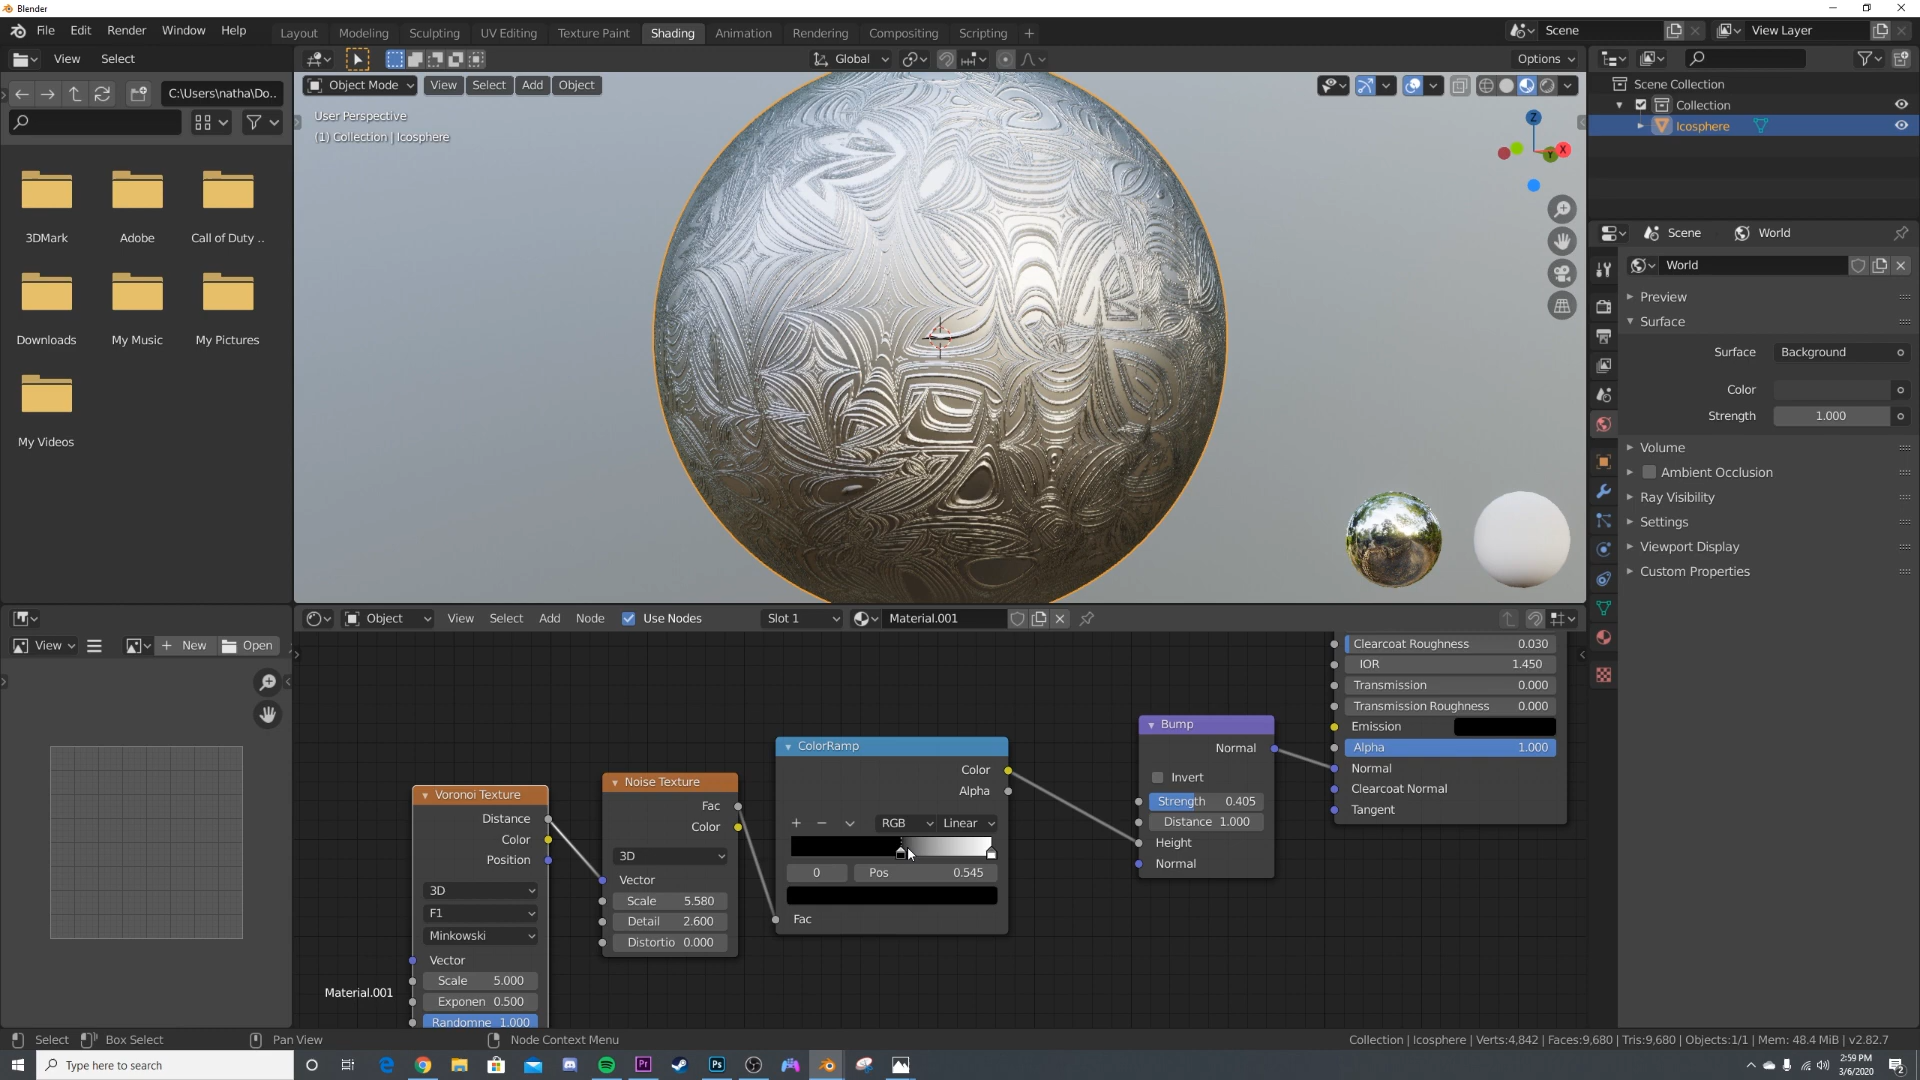 Blender
File Edit Render Window Help
Layout Modeling Sculpting UV Editing Texture Paint Shading Animation Rendering Compositing Scripting +
Scene
View Layer
View Select
Global
Options
C:\Users\natha\Do..
Object Mode View Select Add Object
User Perspective
(1) Collection | Icosphere
Z
Y
X
3DMark
Adobe
Call of Duty ..
Downloads
My Music
My Pictures
My Videos
Scene Collection
Collection
Icosphere
Scene
World
World
Preview
Surface
Surface Background
Color
Strength 1.000
Volume
Ambient Occlusion
Ray Visibility
Settings
Viewport Display
Custom Properties
View
+ New
Open
Object
View Select Add Node
Use Nodes
Slot 1
Material.001
Voronoi Texture
Distance
Color
Position
3D
F1
Minkowski
Vector
Scale 5.000
Exponen 0.500
Randomne 1.000
Material.001
Noise Texture
Fac
Color
3D
Vector
Scale 5.580
Detail 2.600
Distortio 0.000
ColorRamp
Color
Alpha
+ −
RGB
Linear
0
Pos 0.545
Fac
Bump
Normal
Invert
Strength 0.405
Distance 1.000
Height
Normal
Clearcoat Roughness 0.030
IOR 1.450
Transmission 0.000
Transmission Roughness 0.000
Emission
Alpha 1.000
Normal
Clearcoat Normal
Tangent
Select
Box Select
Pan View
Node Context Menu
Collection | Icosphere | Verts:4,842 | Faces:9,680 | Tris:9,680 | Objects:1/1 | Mem: 48.4 MiB | v2.82.7
Type here to search
Pr
Ps
2:59 PM
3/6/2020
2